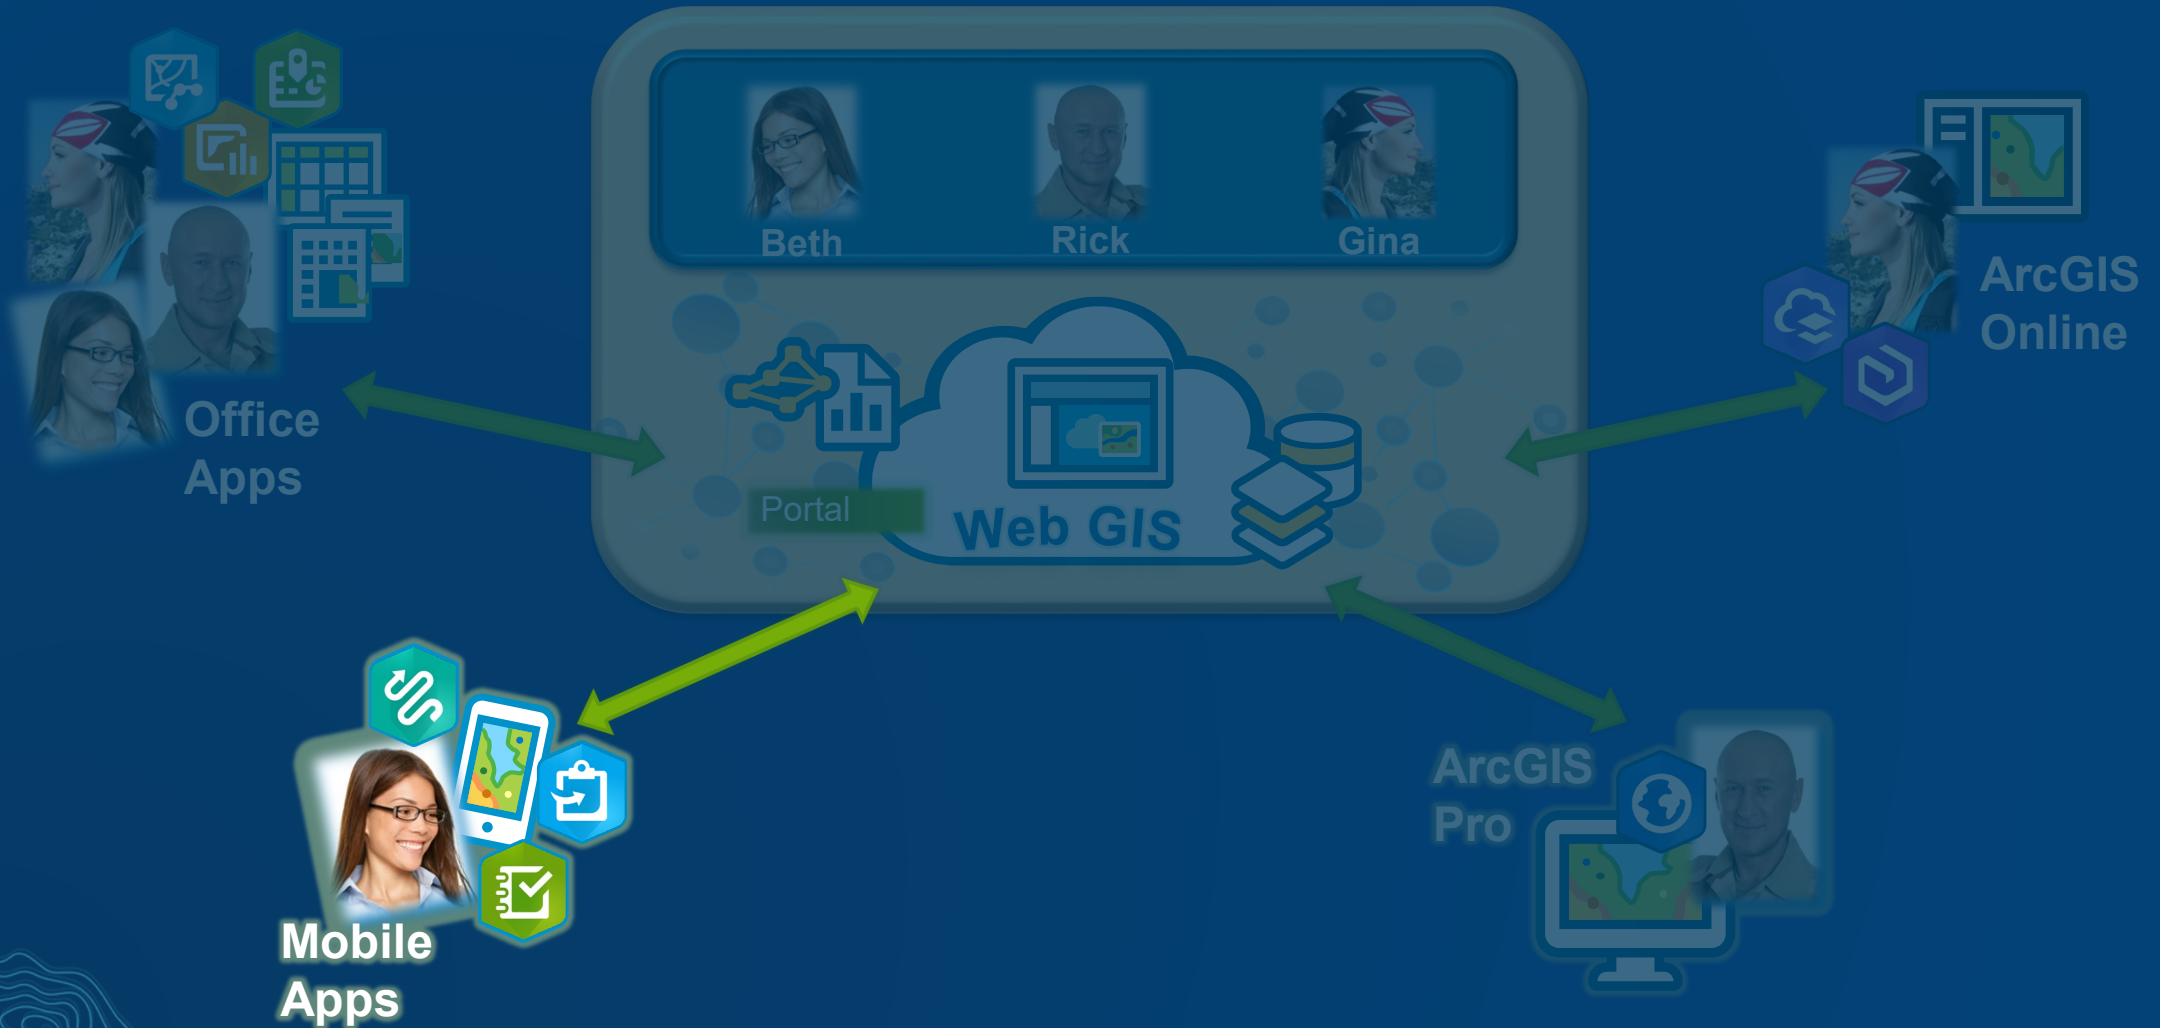 Beth
Rick
Gina
Office
Apps
ArcGIS
Online
Portal
Web GIS
Mobile
Apps
ArcGIS
Pro